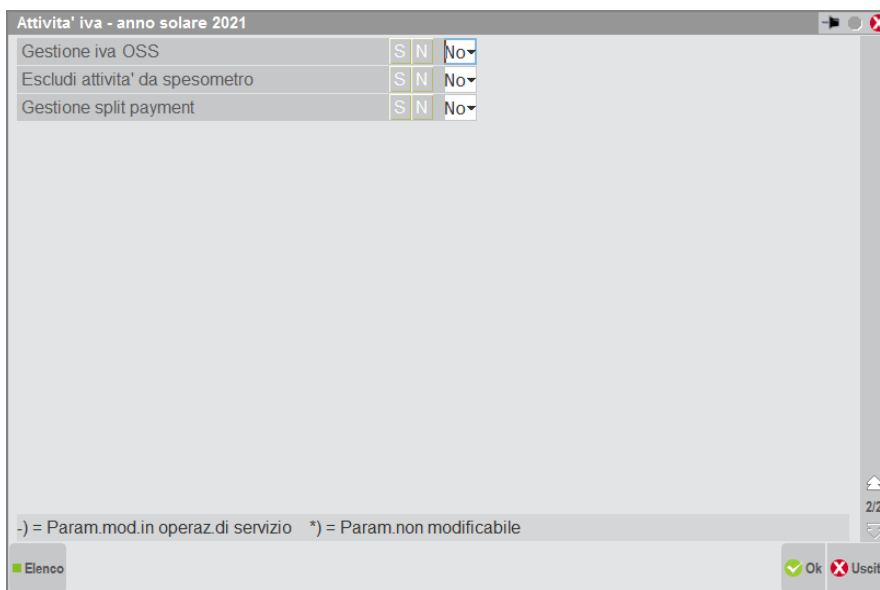 Attivita' iva - anno solare 2021
Gestione iva OSS S N No
Escludi attivita' da spesometro S N No
Gestione split payment S N No
2/2
-) = Param.mod.in operaz.di servizio *) = Param.non modificabile
Elenco Ok Uscit